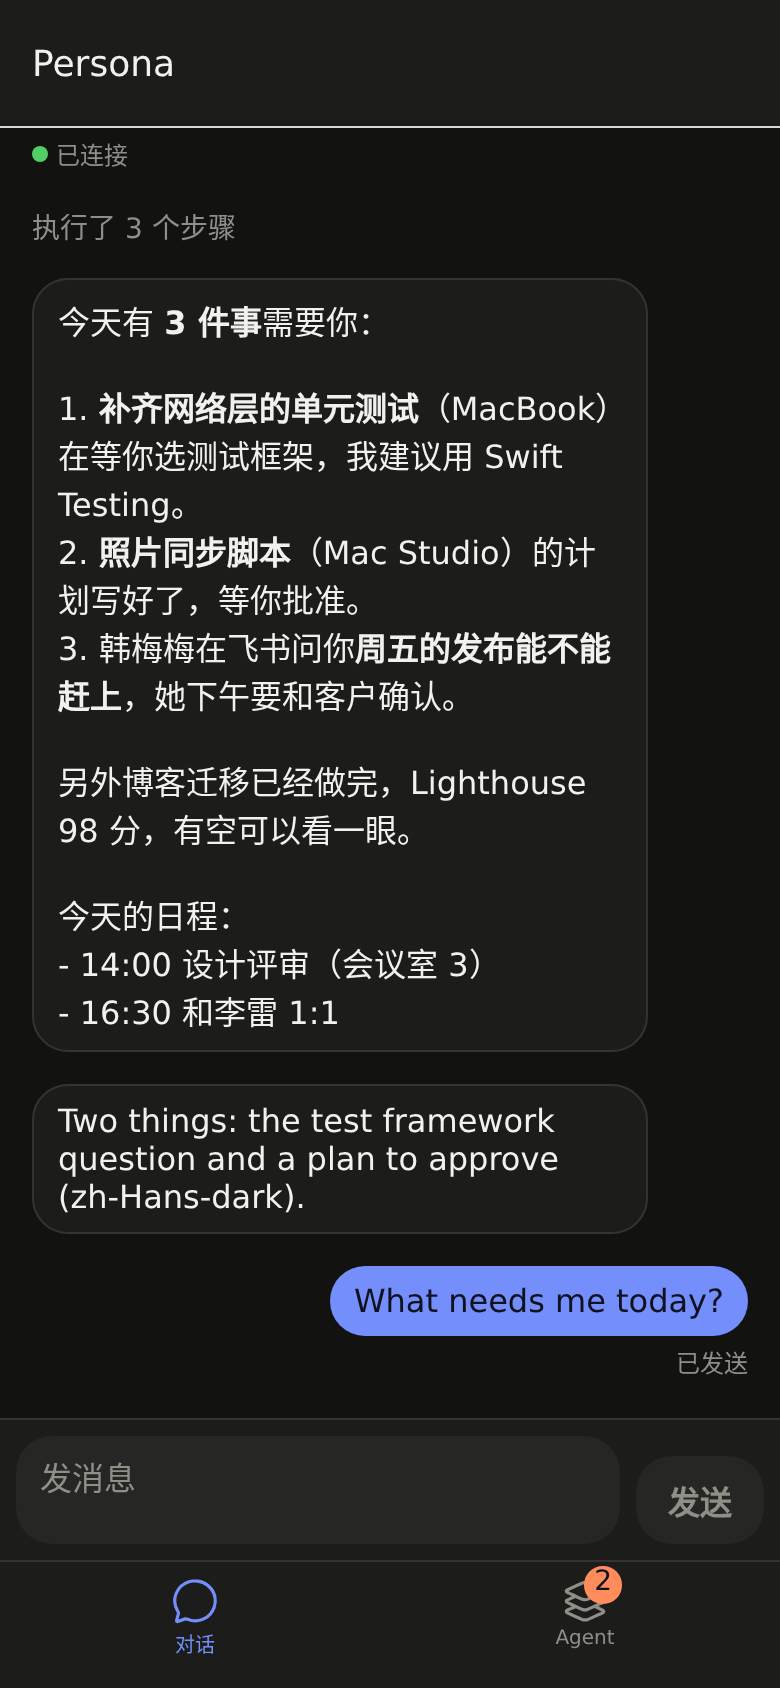 Persona
已连接
执行了 3 个步骤
今天有 3 件事需要你：
1. 补齐网络层的单元测试（MacBook）
在等你选测试框架，我建议用 Swift
Testing。
2. 照片同步脚本（Mac Studio）的计
划写好了，等你批准。
3. 韩梅梅在飞书问你周五的发布能不能
赶上，她下午要和客户确认。
另外博客迁移已经做完，Lighthouse
98 分，有空可以看一眼。
今天的日程：
- 14:00 设计评审（会议室 3）
- 16:30 和李雷 1:1
Two things: the test framework
question and a plan to approve
(zh-Hans-dark).
What needs me today?
已发送
发消息
发送
2
对话
Agent